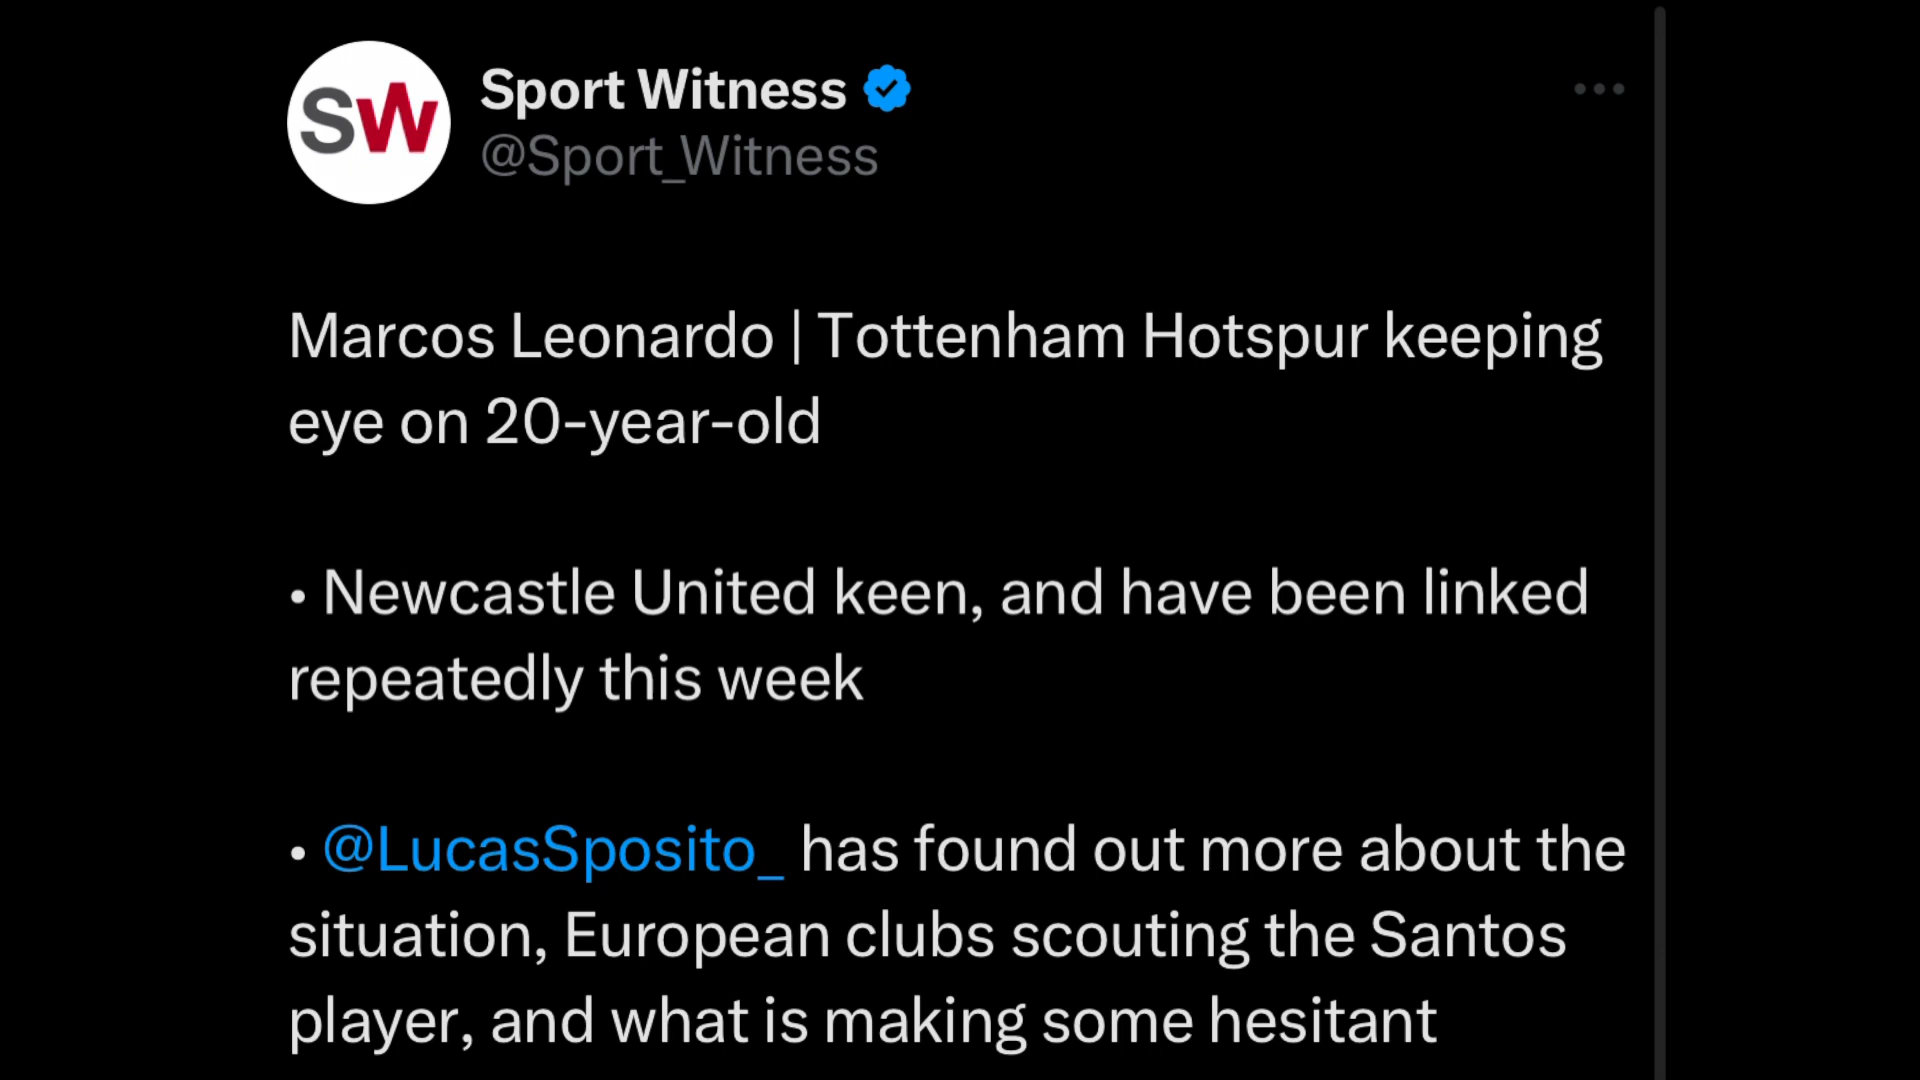 SW
Sport Witness
@Sport_Witness
Marcos Leonardo | Tottenham Hotspur keeping
eye on 20-year-old
• Newcastle United keen, and have been linked
repeatedly this week
• @LucasSposito_ has found out more about the
situation, European clubs scouting the Santos
player, and what is making some hesitant